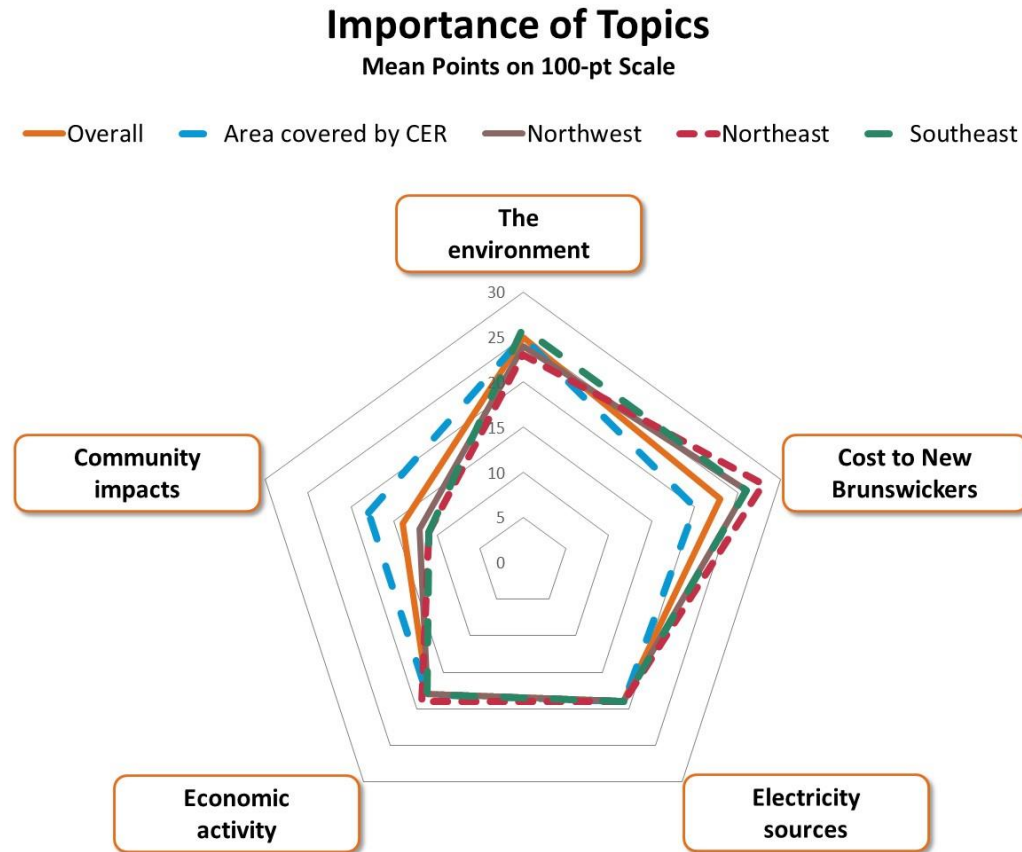 Importance of Topics
Mean Points on 100-pt Scale
Overall Area covered by CER Northwest Northeast Southeast
The
environment
30
25
20
15
10
5
0
Community
impacts
Cost to New
Brunswickers
Economic
activity
Electricity
sources